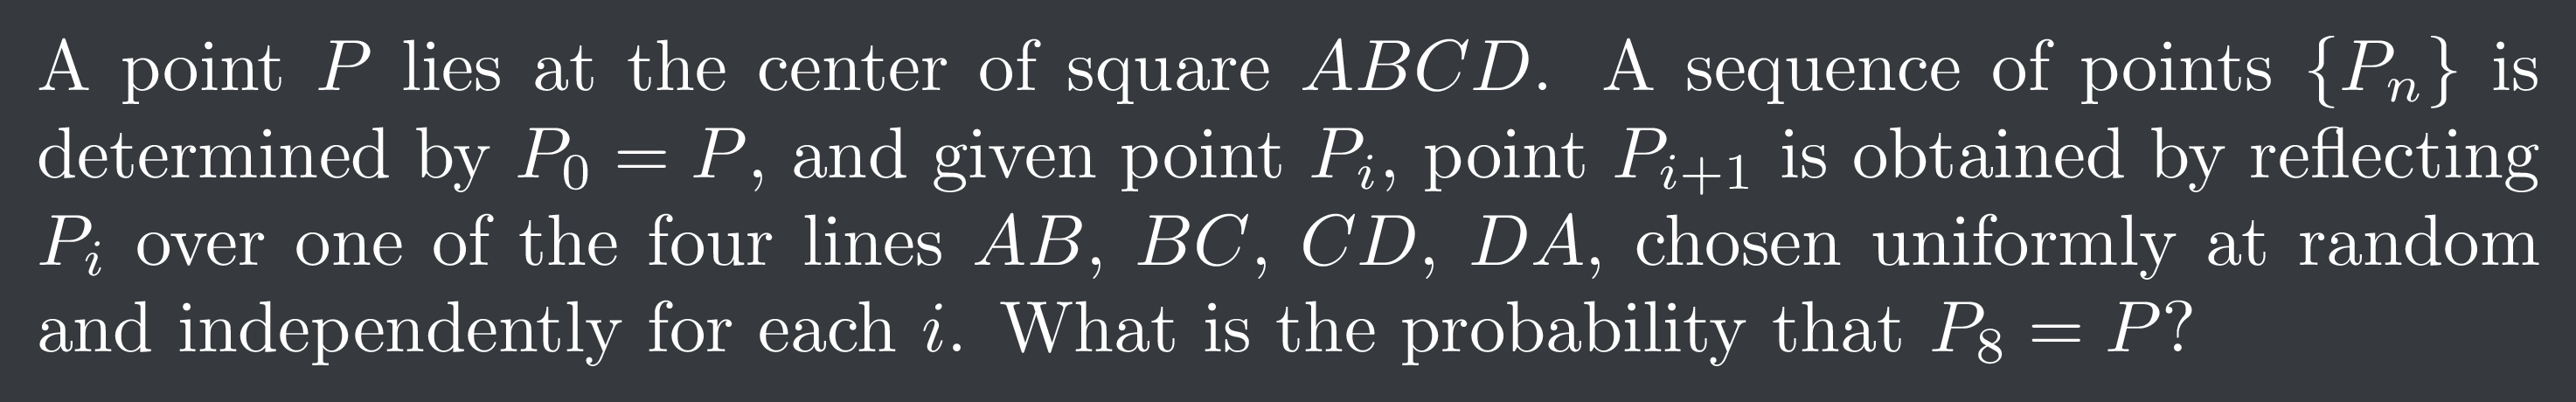 A point P lies at the center of square ABCD. A sequence of points {P_n} is
determined by P_0 = P, and given point P_i, point P_{i+1} is obtained by reflecting
P_i over one of the four lines AB, BC, CD, DA, chosen uniformly at random
and independently for each i. What is the probability that P_8 = P?